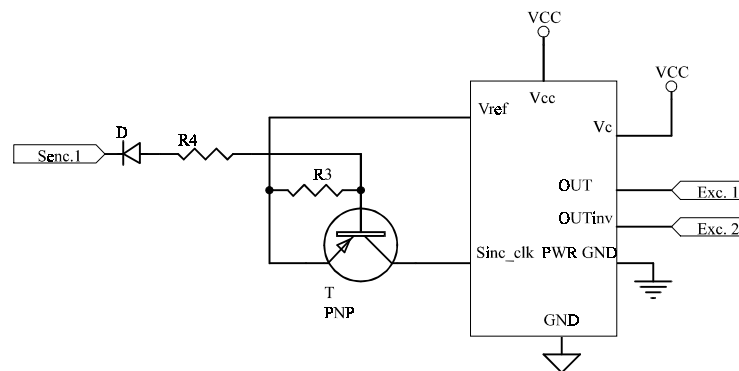 VCC
VCC
Vref
Vcc
Vc
D
R4
Senc.1
R3
OUT
Exc. 1
OUTinv
Exc. 2
Sinc_clk
PWR GND
T
PNP
GND